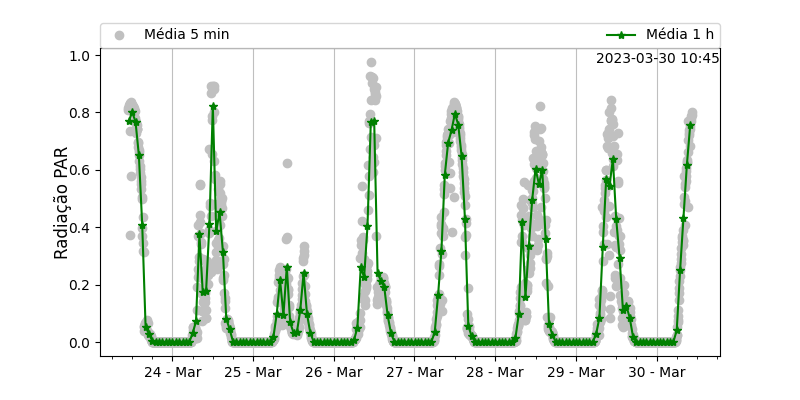 Média 5 min
Média 1 h
2023-03-30 10:45
Radiação PAR
1.0
0.8
0.6
0.4
0.2
0.0
24 - Mar
25 - Mar
26 - Mar
27 - Mar
28 - Mar
29 - Mar
30 - Mar